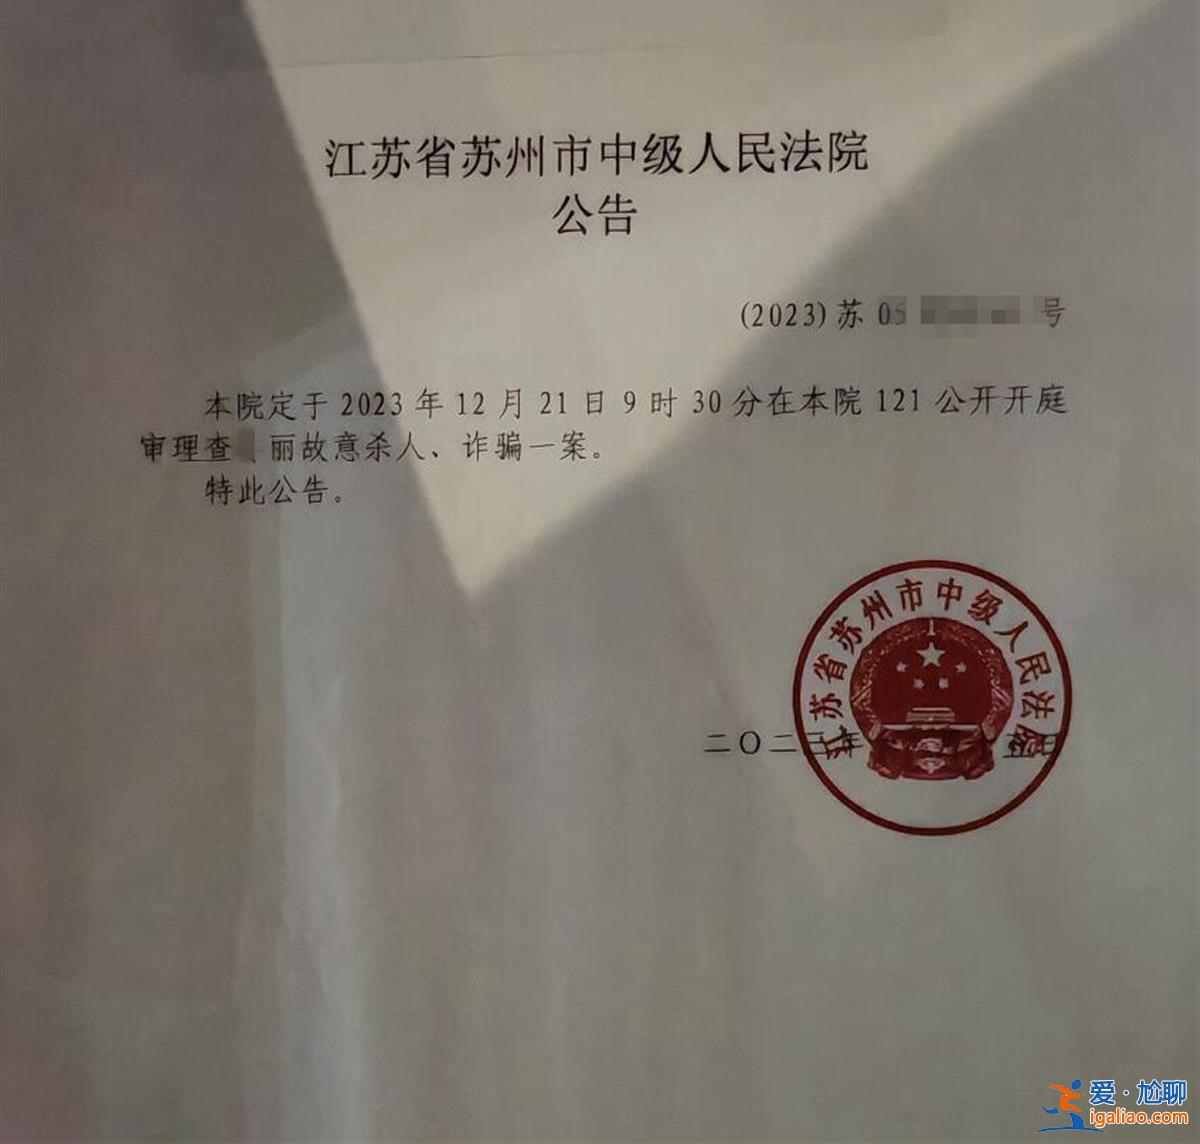 江苏省苏州市中级人民法院
公告
(2023)苏05 号
本院定于2023年12月21日9时30分在本院121公开开庭
审理查 丽故意杀人、诈骗一案。
特此公告。
江苏省苏州市中级人民法院
二〇二三年 日
爱·尬聊
igaliao.com